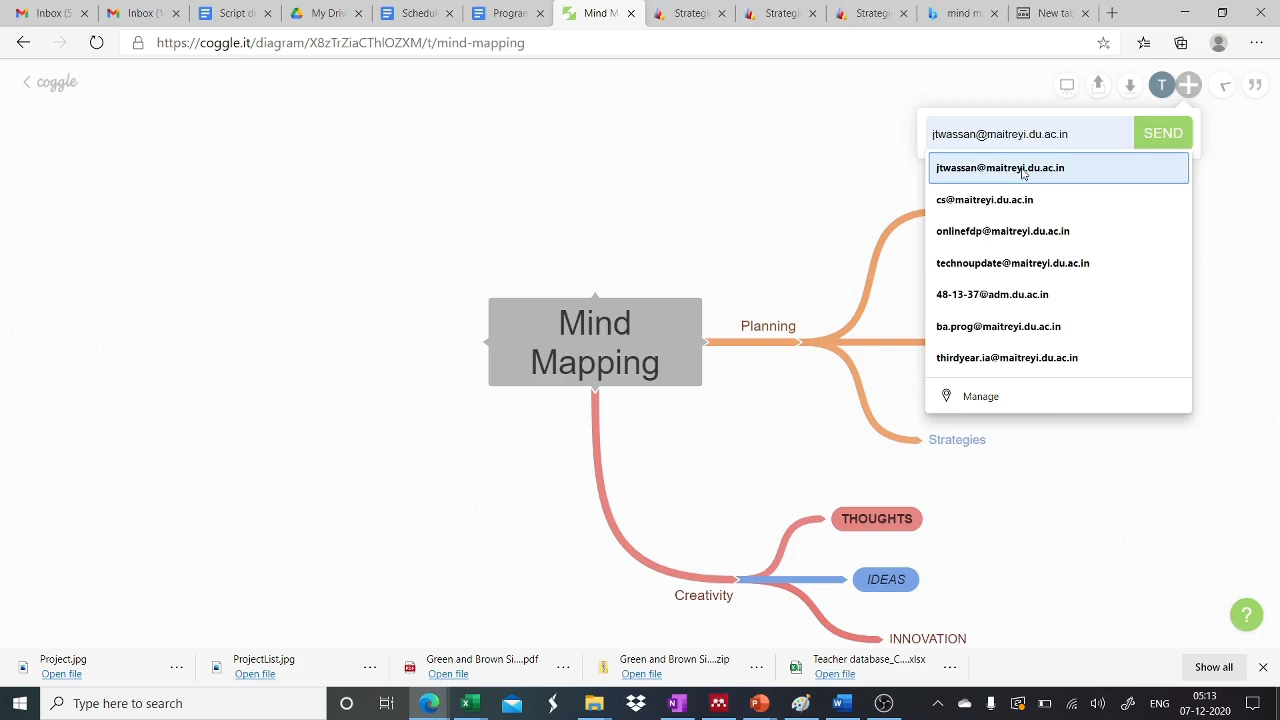 Inbox (5
Inbox (1
Script d
My Drive
Schedul
Program
Mind M
Strategi
Strategi
Strategi
mind m
New tab
https://coggle.it/diagram/X8zTrZiaCThlOZXM/t/mind-mapping
coggle
T
jtwassan@maitreyi.du.ac.in
SEND
jtwassan@maitreyi.du.ac.in
cs@maitreyi.du.ac.in
onlinefdp@maitreyi.du.ac.in
technoupdate@maitreyi.du.ac.in
48-13-37@adm.du.ac.in
ba.prog@maitreyi.du.ac.in
thirdyear.ia@maitreyi.du.ac.in
Manage
Mind
Mapping
Planning
Strategies
THOUGHTS
IDEAS
Creativity
INNOVATION
?
Project.jpg
Open file
ProjectList.jpg
Open file
Green and Brown Si....pdf
Open file
Green and Brown Si....zip
Open file
Teacher database_C....xlsx
Open file
Show all
Type here to search
ENG
05:13
07-12-2020